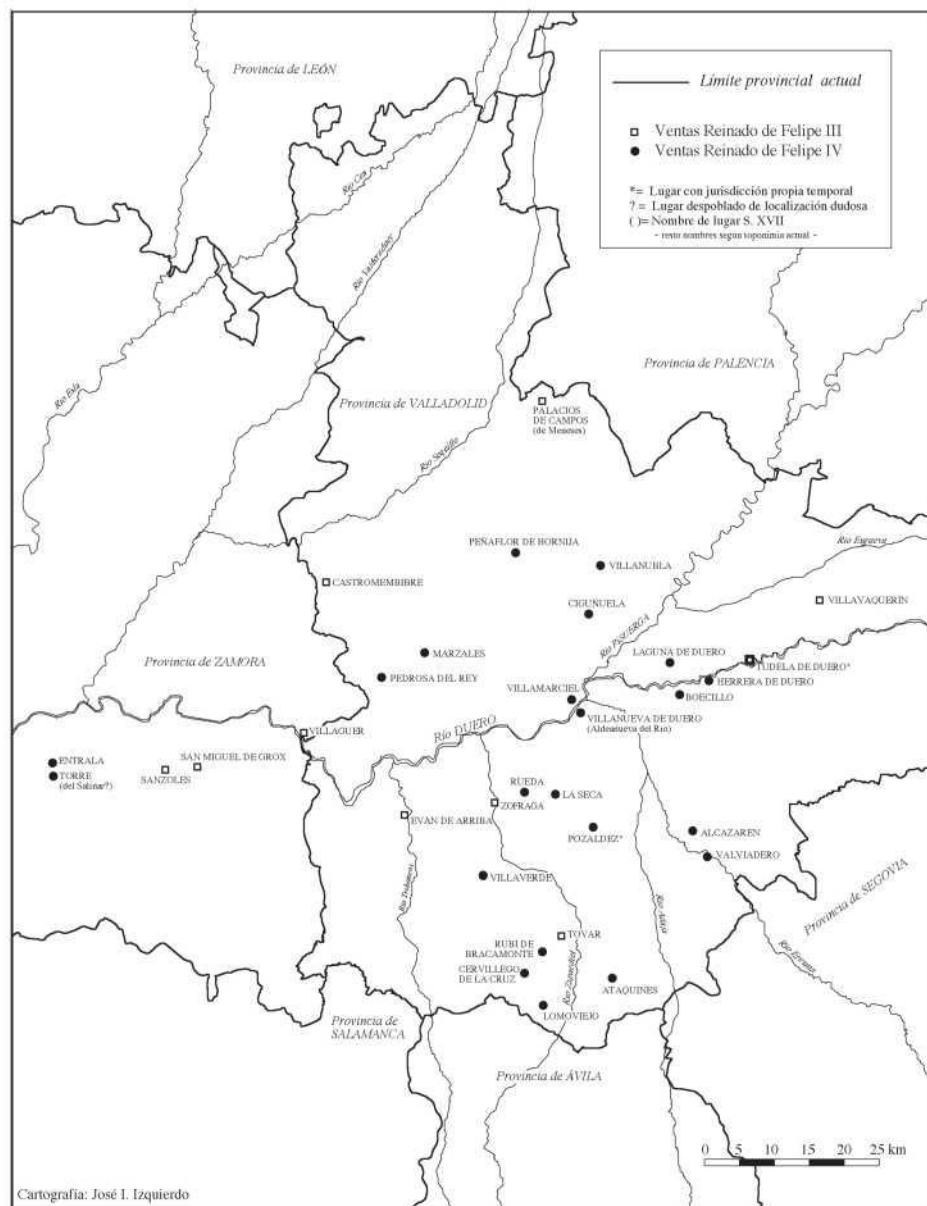 Provincia de LEÓN
Límite provincial actual
Ventas Reinado de Felipe III
Ventas Reinado de Felipe IV
*= Lugar con jurisdicción propia temporal
? = Lugar despoblado de localización dudosa
( )= Nombre de lugar S. XVII
- resto nombres segun toponimia actual -
Río Cea
Río Valderaduey
Río Esla
Provincia de VALLADOLID
Provincia de PALENCIA
PALACIOS
DE CAMPOS
(de Meneses)
Río Sequillo
PEÑAFLOR DE HORNIJA
VILLANUBLA
Río Esgueva
CASTROMEMBIBRE
CIGUÑUELA
VILLAVAQUERIN
Río PISUERGA
Provincia de ZAMORA
MARZALES
LAGUNA DE DUERO
TUDELA DE DUERO*
PEDROSA DEL REY
HERRERA DE DUERO
VILLAMARCIEL
BOECILLO
VILLANUEVA DE DUERO
(Aldeanueva del Rio)
Río DUERO
VILLAGUER
ENTRALA
SAN MIGUEL DE GROX
TORRE
(del Salinar?)
SANZOLES
RUEDA
LA SECA
ZOFRAGA
EVAN DE ARRIBA
POZALDEZ*
ALCAZAREN
VALVIADERO
VILLAVERDE
Río Trabancos
Río Adaja
Provincia de SEGOVIA
TOVAR
RUBI DE
BRACAMONTE
Río Eresma
CERVILLEGO
DE LA CRUZ
Río Zapardiel
ATAQUINES
LOMOVIEJO
Provincia de
SALAMANCA
Provincia de ÁVILA
0 5 10 15 20 25 km
Cartografía: José I. Izquierdo